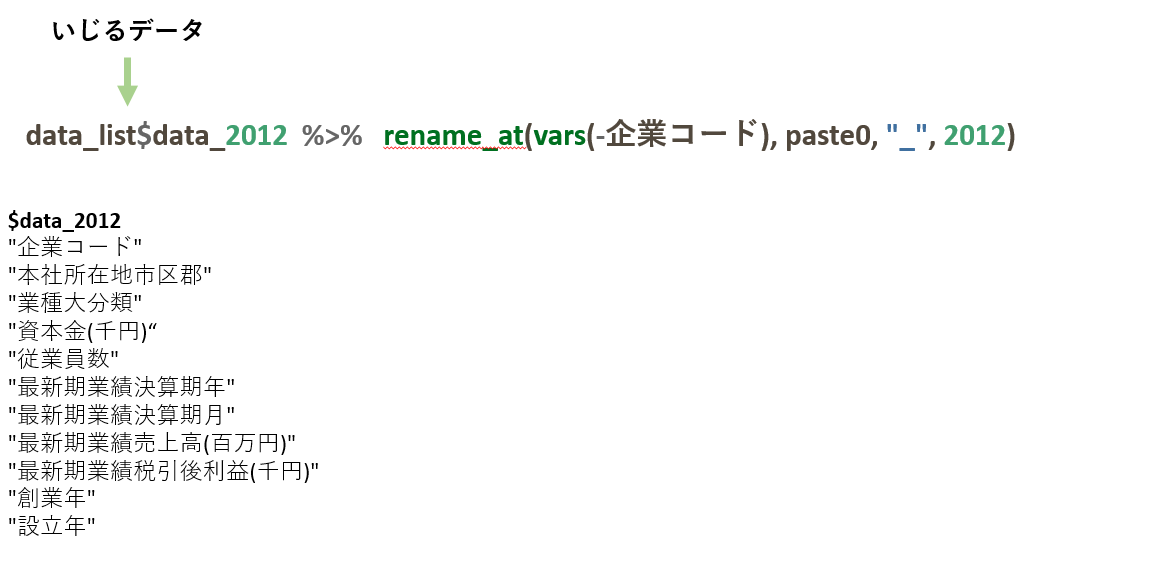 いじるデータ
data_list$data_2012 %>% rename_at(vars(-企業コード), paste0, "_", 2012)
$data_2012
"企業コード"
"本社所在地市区郡"
"業種大分類"
"資本金(千円)“
"従業員数"
"最新期業績決算期年"
"最新期業績決算期月"
"最新期業績売上高(百万円)"
"最新期業績税引後利益(千円)"
"創業年"
"設立年"